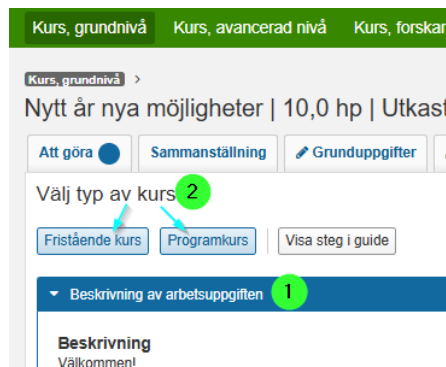 Kurs, grundnivå Kurs, avancerad nivå Kurs, forskar
Kurs, grundnivå >
Nytt år nya möjligheter | 10,0 hp | Utkast
Att göra Sammanställning Grunduppgifter
Välj typ av kurs 2
Fristående kurs Programkurs Visa steg i guide
Beskrivning av arbetsuppgiften 1
Beskrivning
Välkommen!